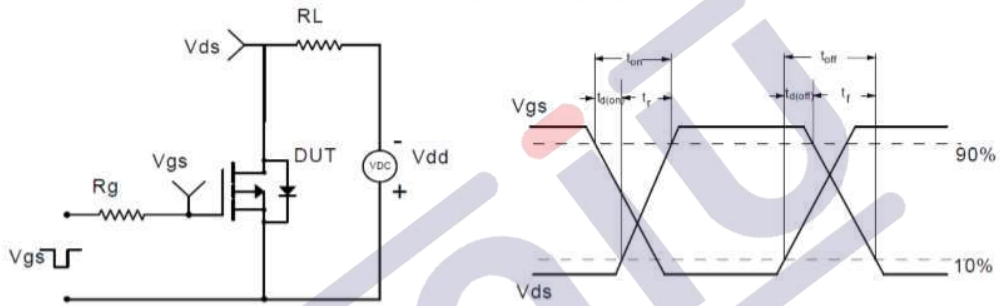 RL
Vds
Vgs
Rg
DUT
VDC
-
+
Vdd
Vgs
ton
toff
td(on)
tr
td(off)
tf
Vgs
90%
10%
Vds